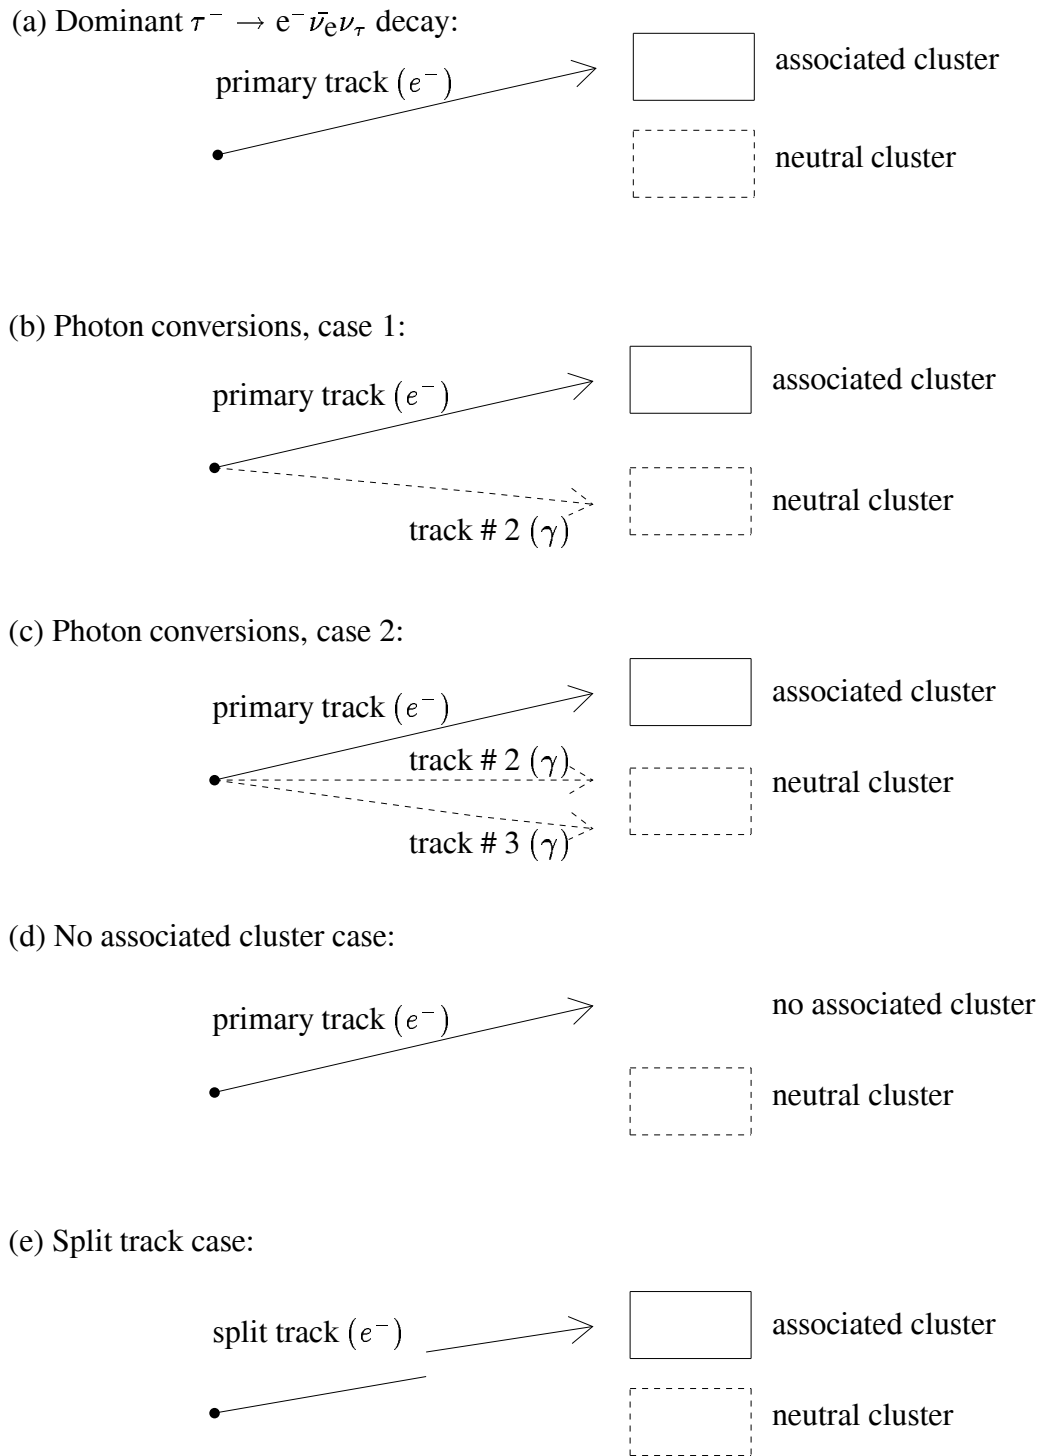 (a) Dominant τ⁻ → e⁻ν̄eντ decay:
primary track (e⁻)
associated cluster
neutral cluster
(b) Photon conversions, case 1:
primary track (e⁻)
associated cluster
track # 2 (γ)
neutral cluster
(c) Photon conversions, case 2:
primary track (e⁻)
associated cluster
track # 2 (γ)
neutral cluster
track # 3 (γ)
(d) No associated cluster case:
primary track (e⁻)
no associated cluster
neutral cluster
(e) Split track case:
split track (e⁻)
associated cluster
neutral cluster